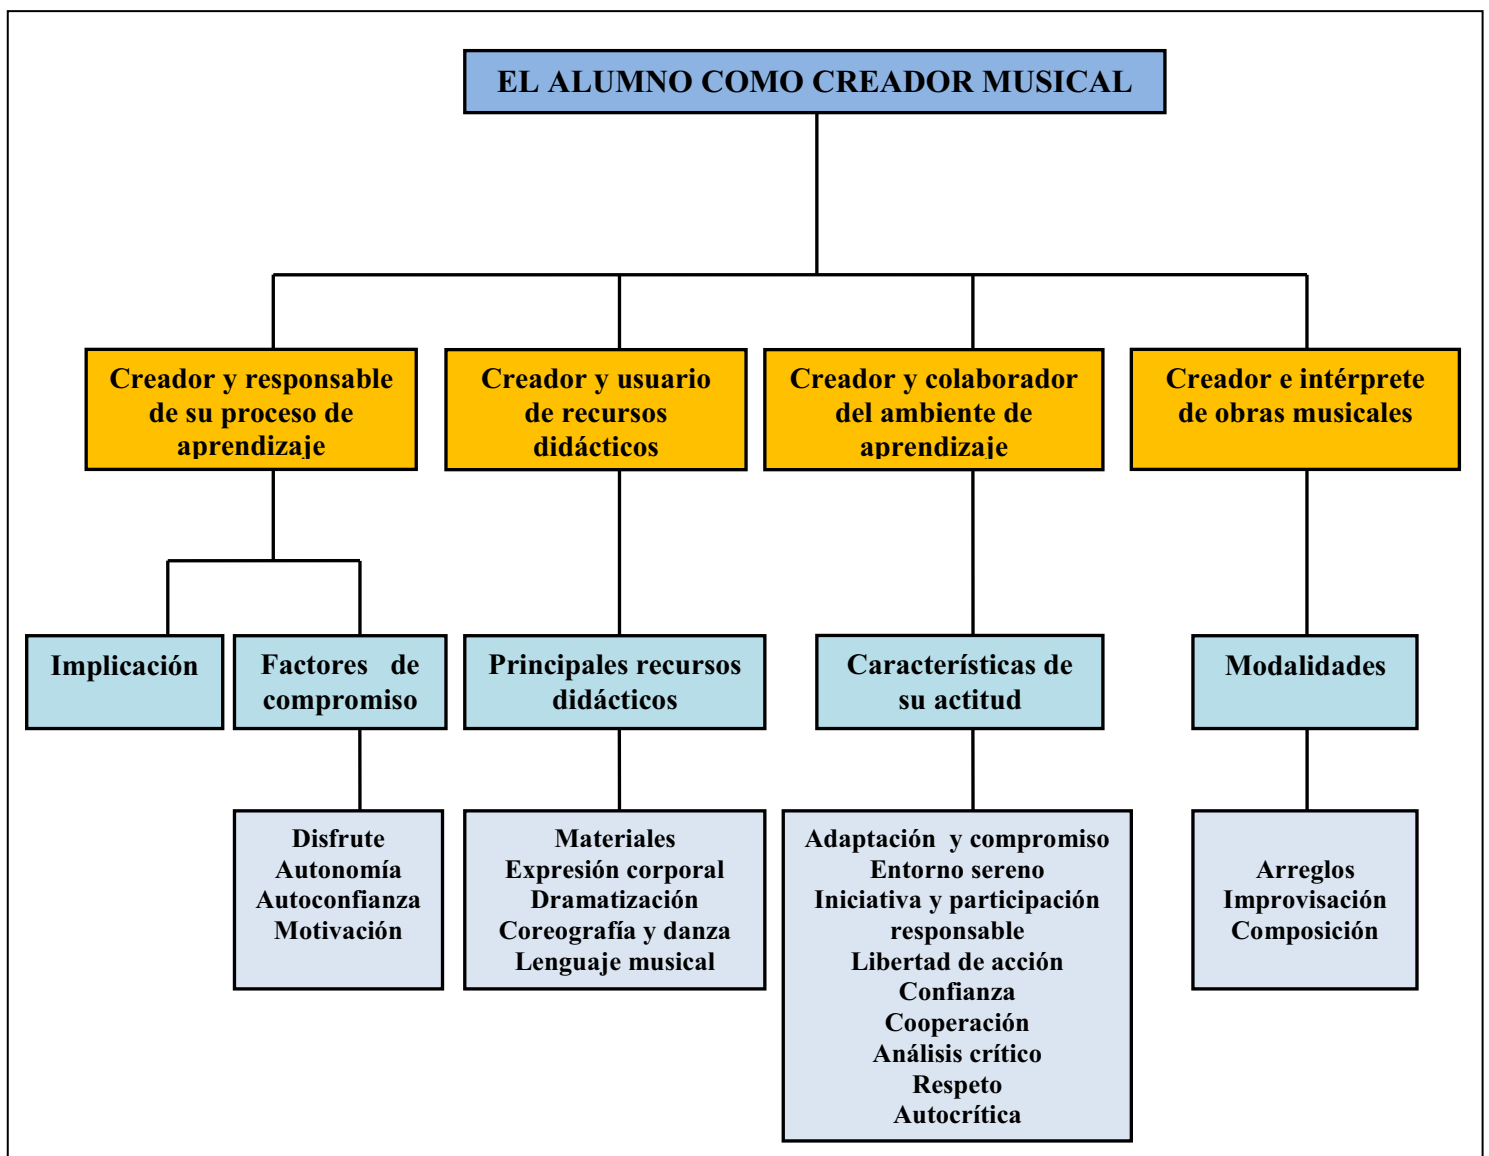 EL ALUMNO COMO CREADOR MUSICAL
Creador y responsable
de su proceso de
aprendizaje
Creador y usuario
de recursos
didácticos
Creador y colaborador
del ambiente de
aprendizaje
Creador e intérprete
de obras musicales
Implicación
Factores de
compromiso
Principales recursos
didácticos
Características de
su actitud
Modalidades
Disfrute
Autonomía
Autoconfianza
Motivación
Materiales
Expresión corporal
Dramatización
Coreografía y danza
Lenguaje musical
Adaptación y compromiso
Entorno sereno
Iniciativa y participación
responsable
Libertad de acción
Confianza
Cooperación
Análisis crítico
Respeto
Autocrítica
Arreglos
Improvisación
Composición